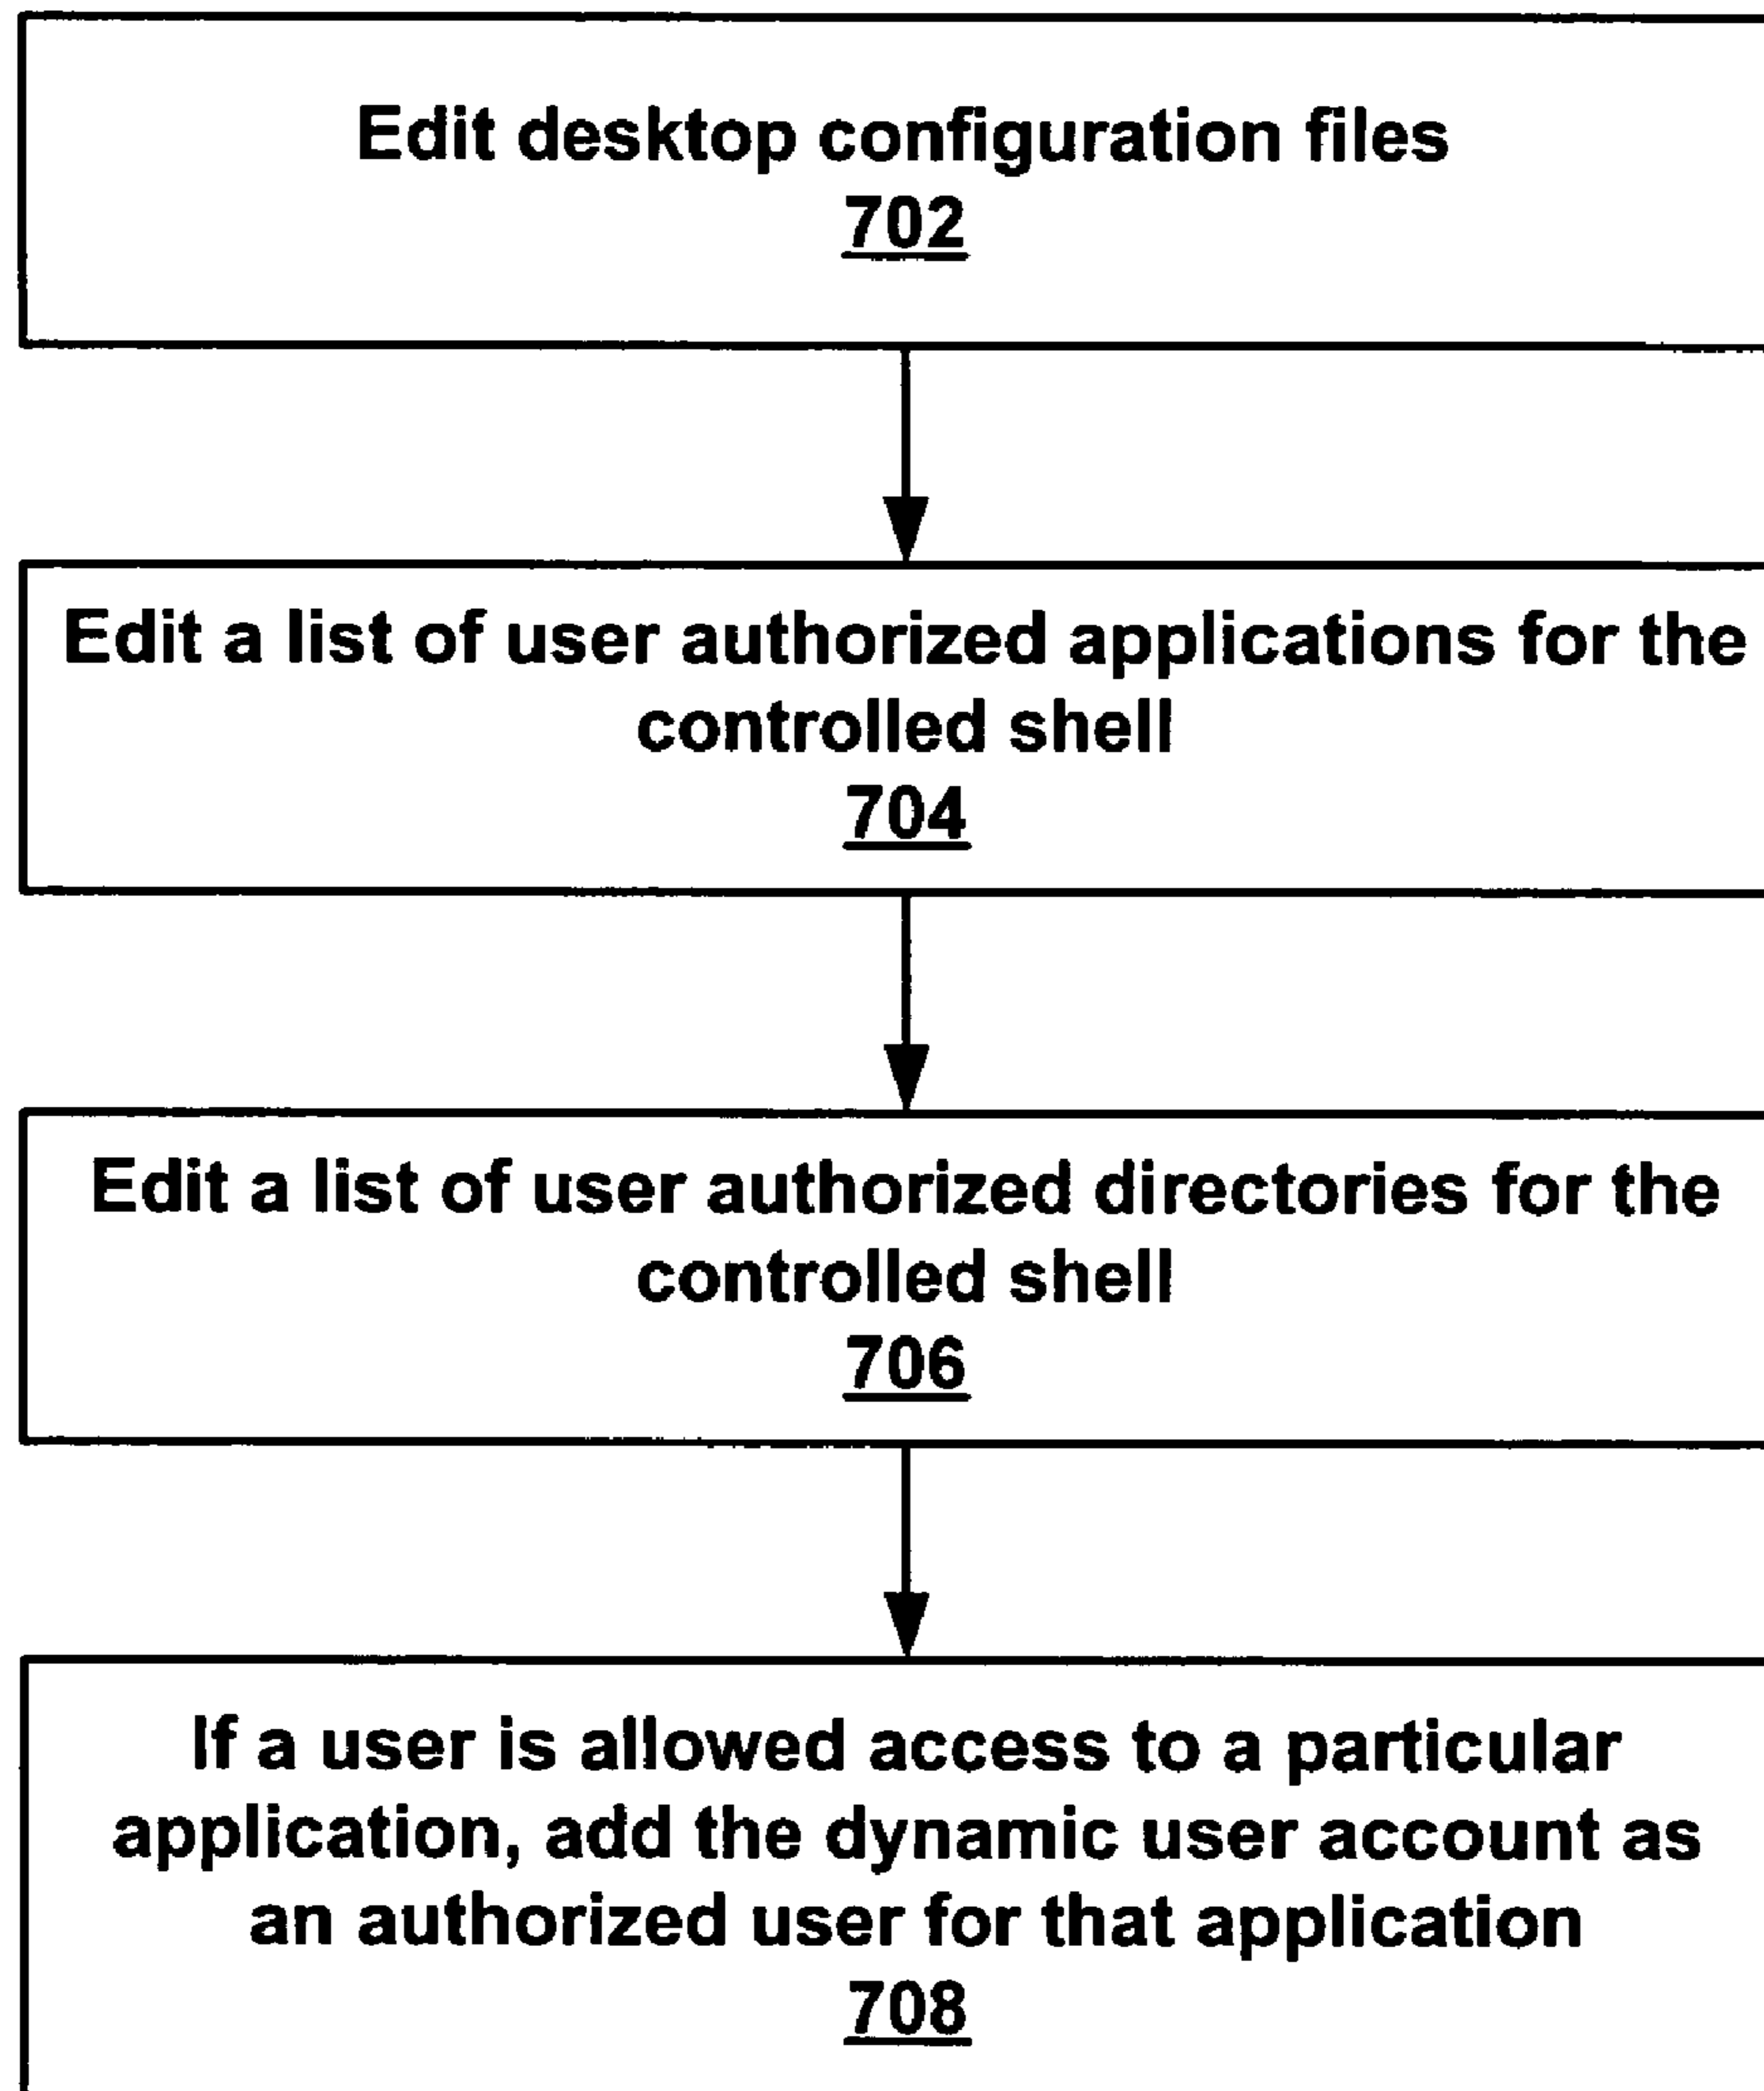 Edit desktop configuration files
702
Edit a list of user authorized applications for the
controlled shell
704
Edit a list of user authorized directories for the
controlled shell
706
If a user is allowed access to a particular
application, add the dynamic user account as
an authorized user for that application
708